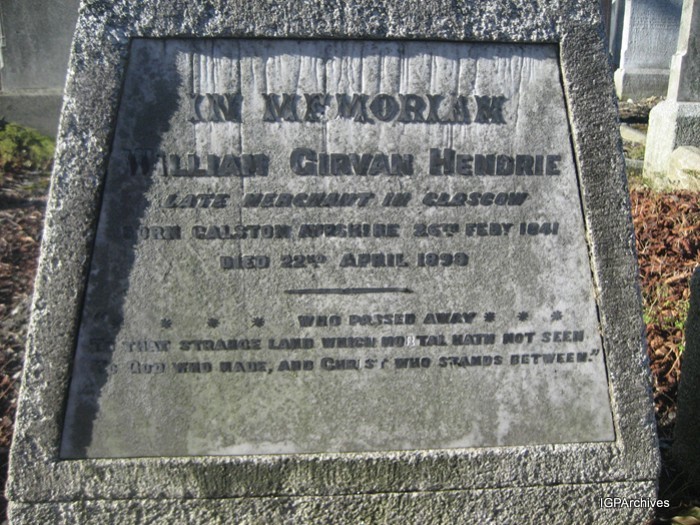 IN MEMORIAM
WILLIAM GIRVAN HENDRIE
LATE MERCHANT IN GLASGOW
BORN GALSTON AYRSHIRE 26TH FEBY 1841
DIED 22ND APRIL 1898
* * * WHO PASSED AWAY * * *
TO THAT STRANGE LAND WHICH MORTAL HATH NOT SEEN
TO GOD WHO MADE, AND CHRIST WHO STANDS BETWEEN."
IGPArchives